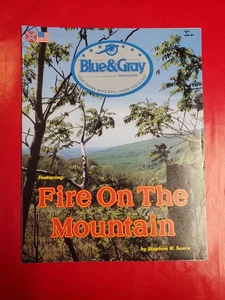 Blue&Gray
MAGAZINE
Featuring:
Fire On The
Mountain
by Stephen W. Sears